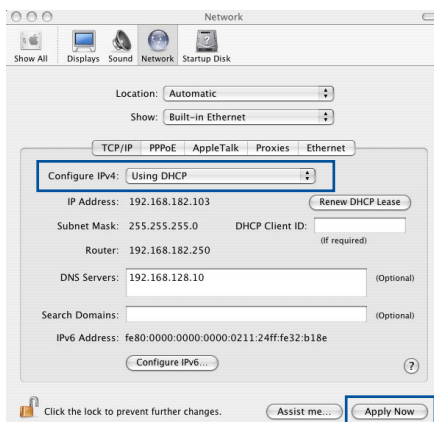 Network
Show All Displays Sound Network Startup Disk
Location: Automatic
Show: Built-in Ethernet
TCP/IP PPPoE AppleTalk Proxies Ethernet
Configure IPv4: Using DHCP
IP Address: 192.168.182.103 Renew DHCP Lease
Subnet Mask: 255.255.255.0 DHCP Client ID:
(If required)
Router: 192.168.182.250
DNS Servers: 192.168.128.10 (Optional)
Search Domains: (Optional)
IPv6 Address: fe80:0000:0000:0000:0211:24ff:fe32:b18e
Configure IPv6... ?
Click the lock to prevent further changes. Assist me... Apply Now